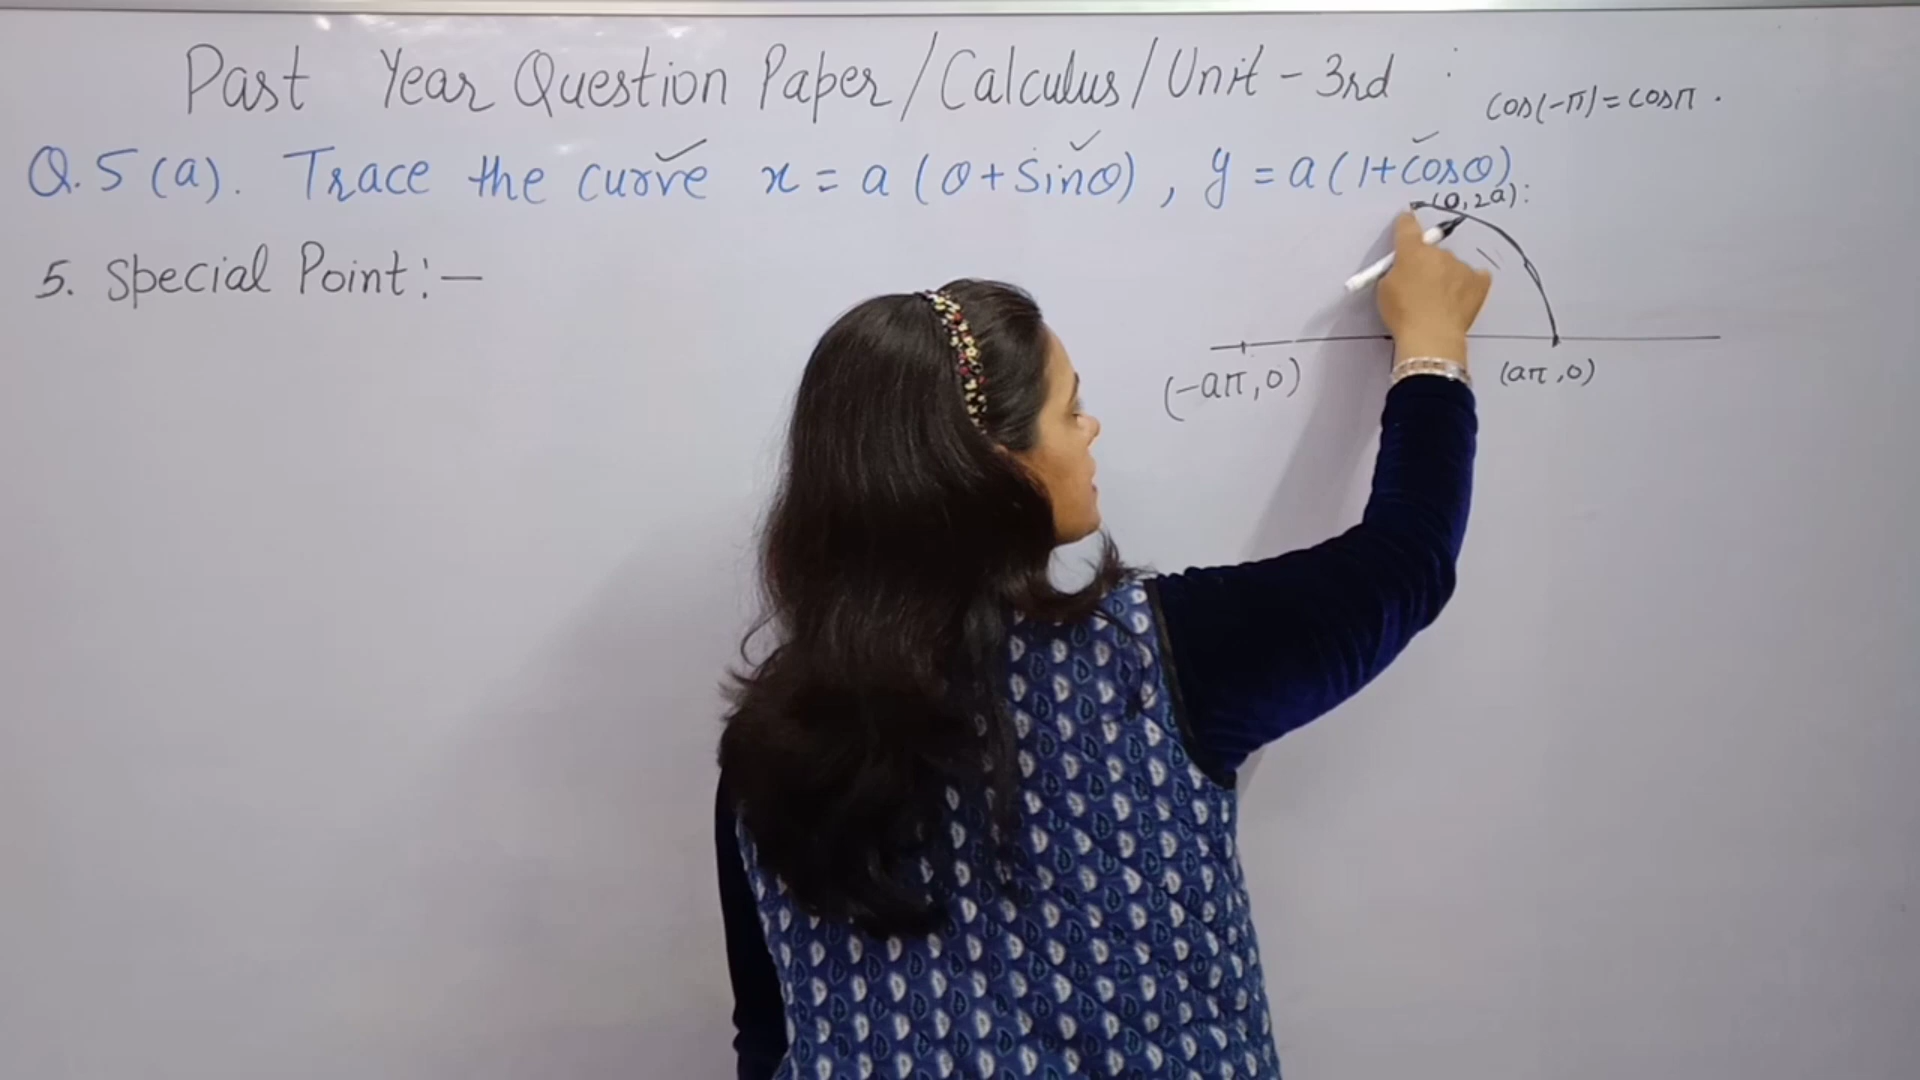 Past Year Question Paper/Calculus/Unit - 3rd :
cos(-π) = cosπ .
Q.5 (a). Trace the curve x = a (θ + Sinθ) , y = a (1 + cosθ)
(0, 2a):
5. Special Point :-
(-aπ, 0)
(aπ, 0)